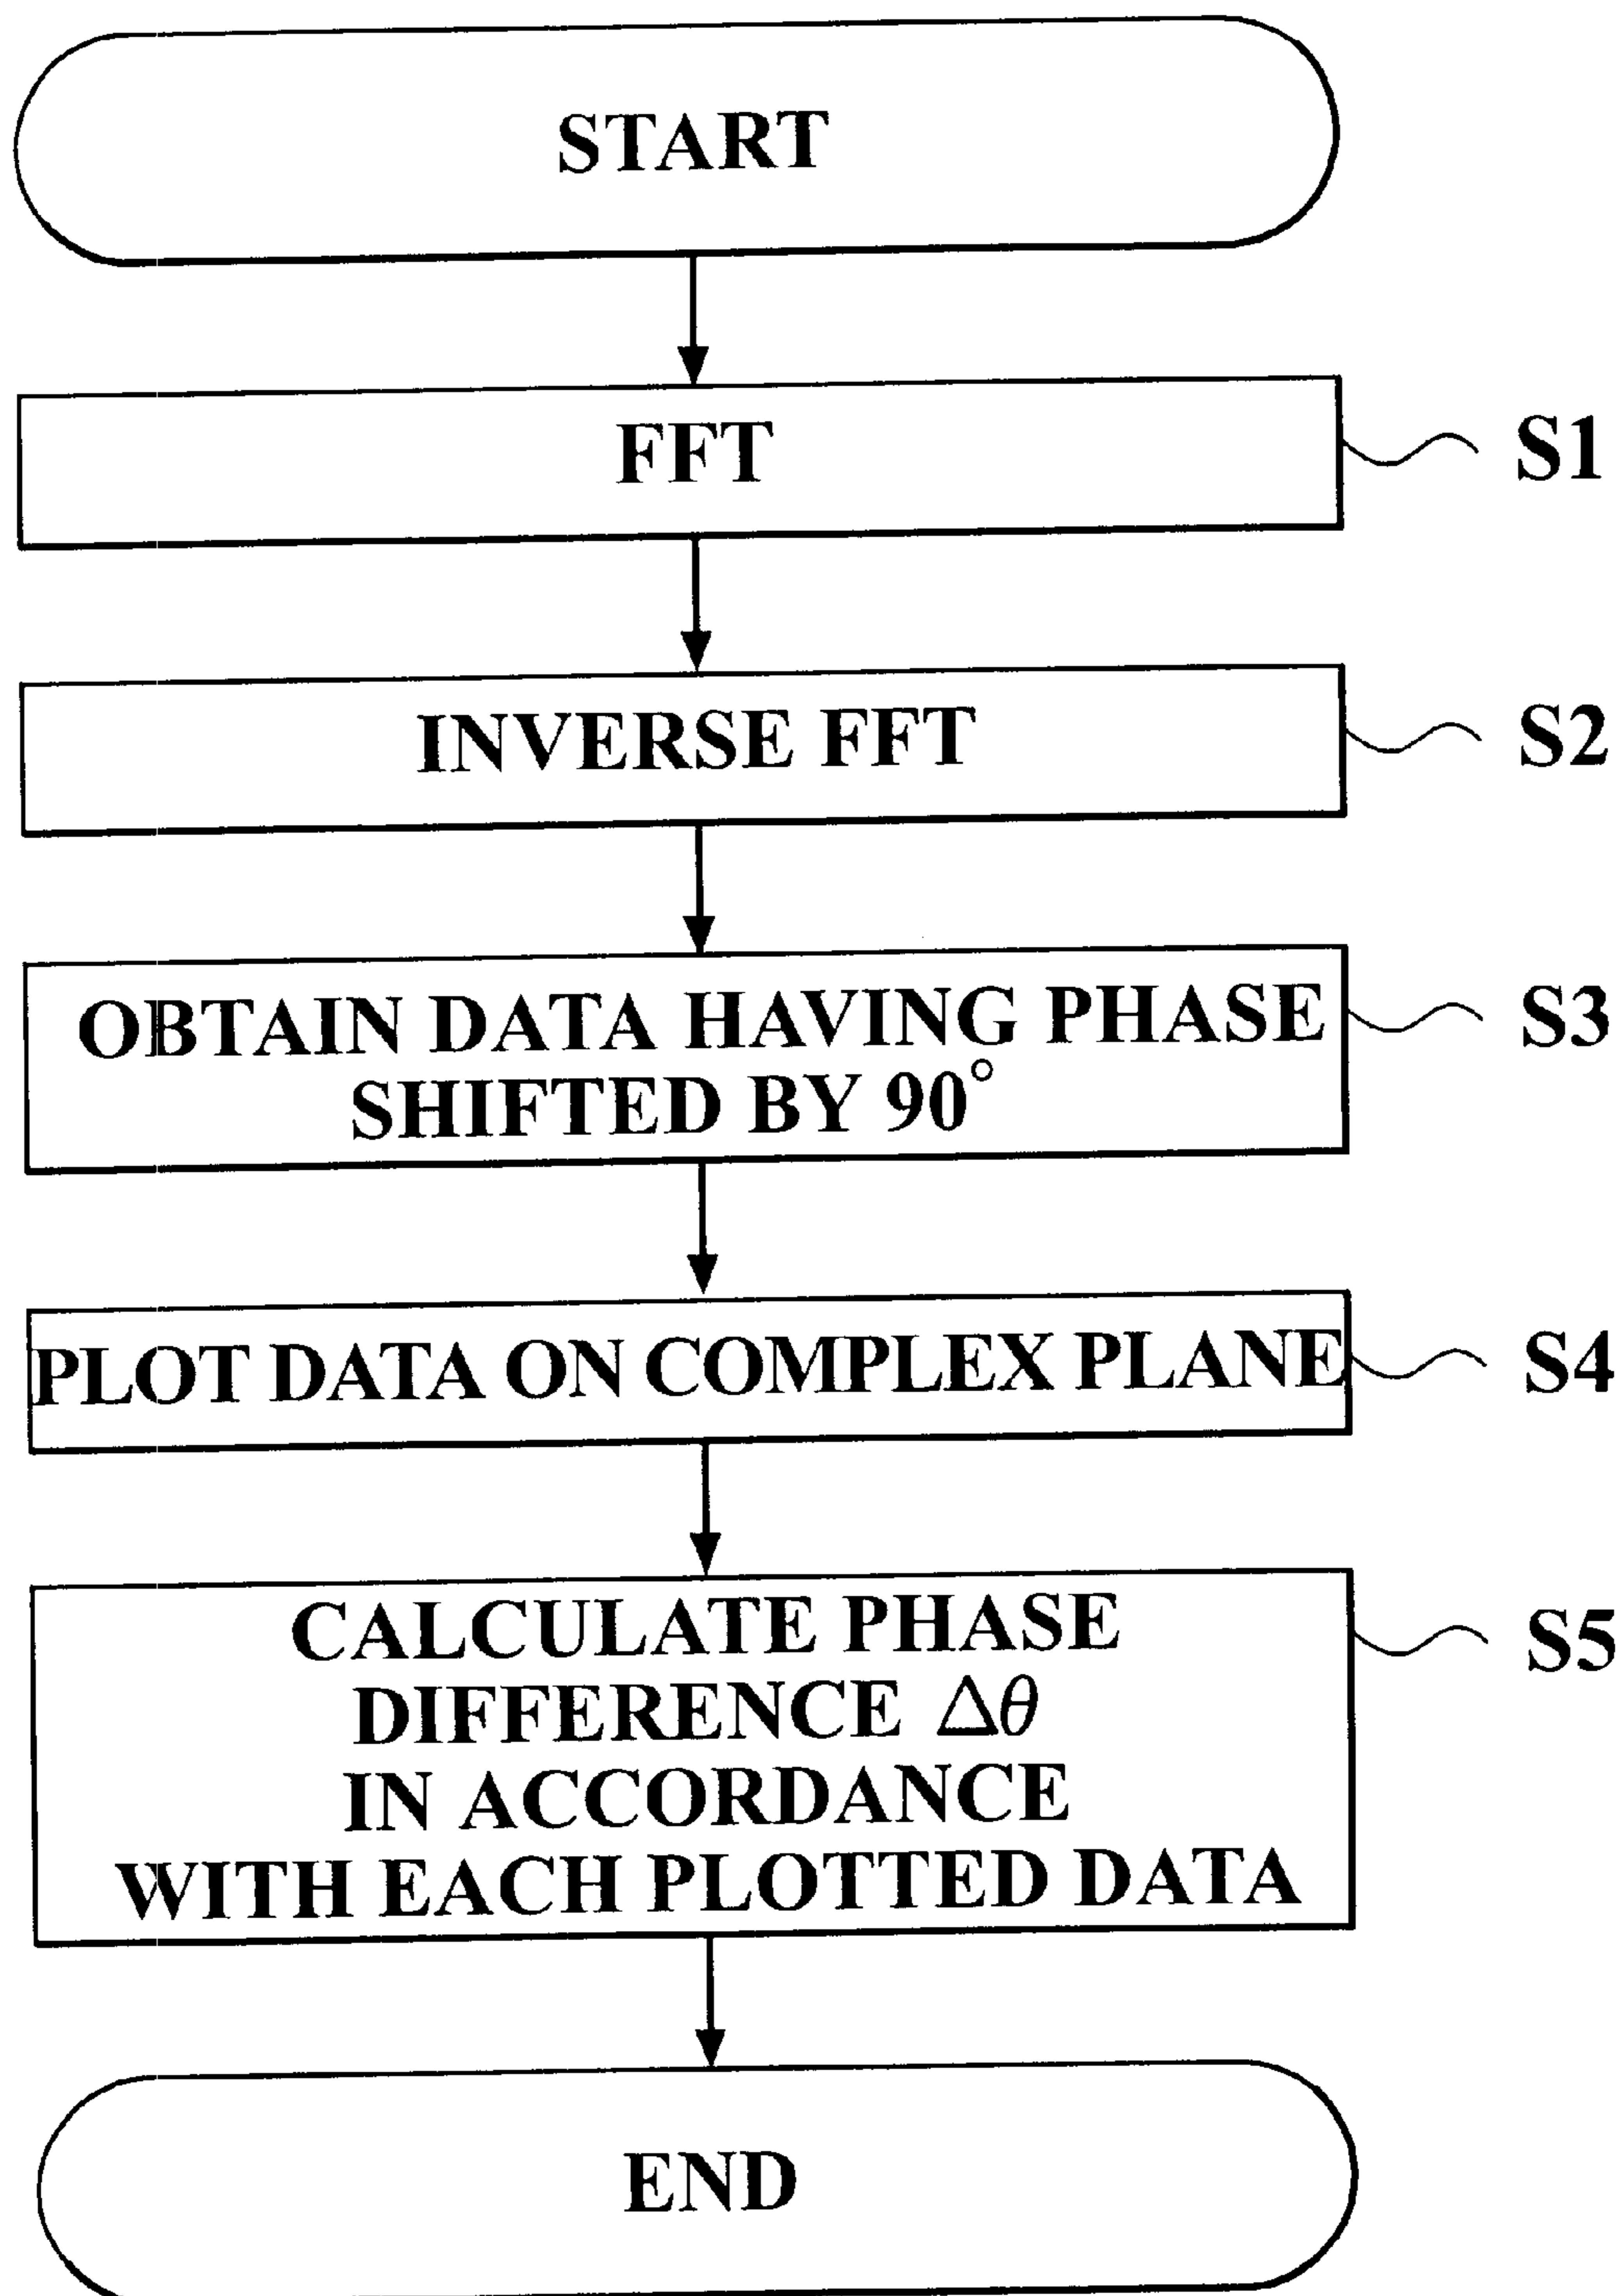 START
FFT
S1
INVERSE FFT
S2
OBTAIN DATA HAVING PHASE
SHIFTED BY 90°
S3
PLOT DATA ON COMPLEX PLANE
S4
CALCULATE PHASE
DIFFERENCE Δθ
IN ACCORDANCE
WITH EACH PLOTTED DATA
S5
END